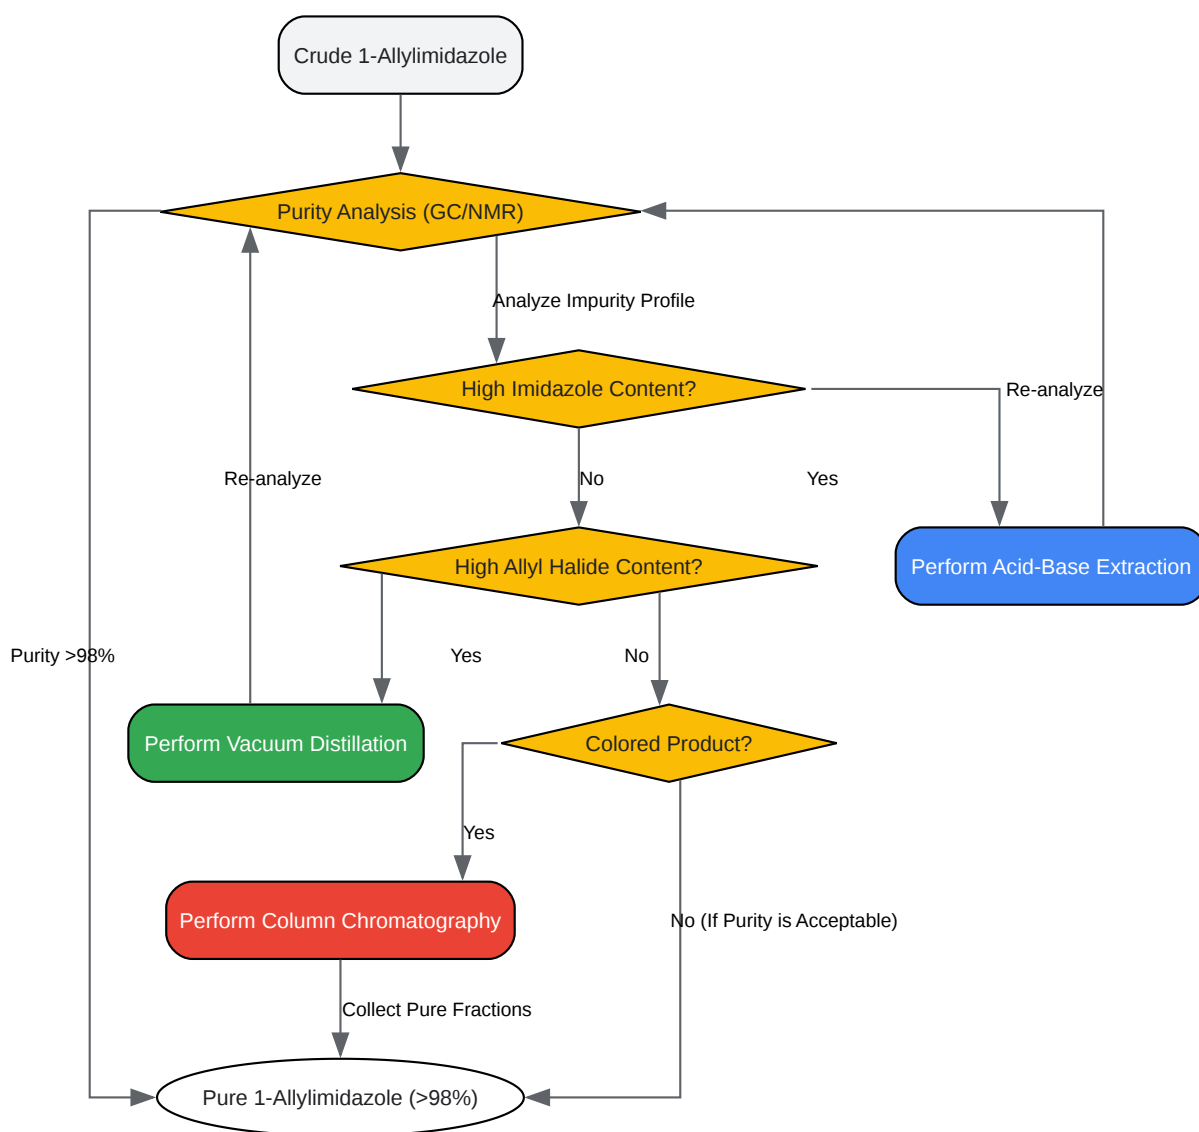 Crude 1-Allylimidazole
Purity Analysis (GC/NMR)
Analyze Impurity Profile
High Imidazole Content?
Re-analyze
Re-analyze
No
Yes
High Allyl Halide Content?
Perform Acid-Base Extraction
Purity >98%
Yes
No
Perform Vacuum Distillation
Colored Product?
Yes
Perform Column Chromatography
No (If Purity is Acceptable)
Collect Pure Fractions
Pure 1-Allylimidazole (>98%)